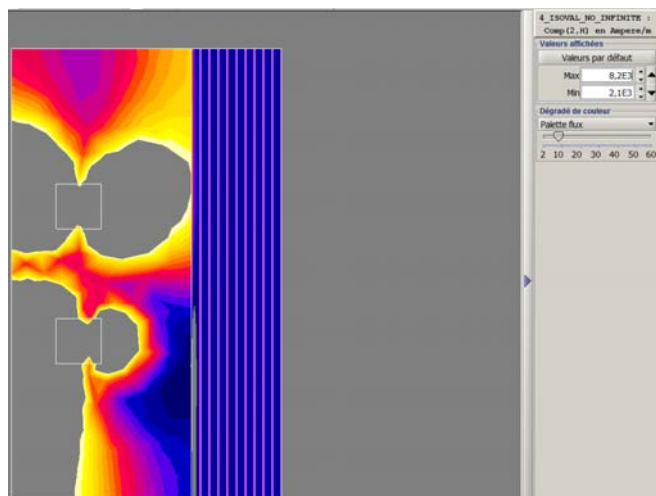 4_ISOVAL_NO_INFINITE :
Comp(2,H) en Ampere/m
Valeurs affichées
Valeurs par défaut
Max 8,2E3
Min 2,1E3
Dégradé de couleur
Palette flux
2 10 20 30 40 50 60